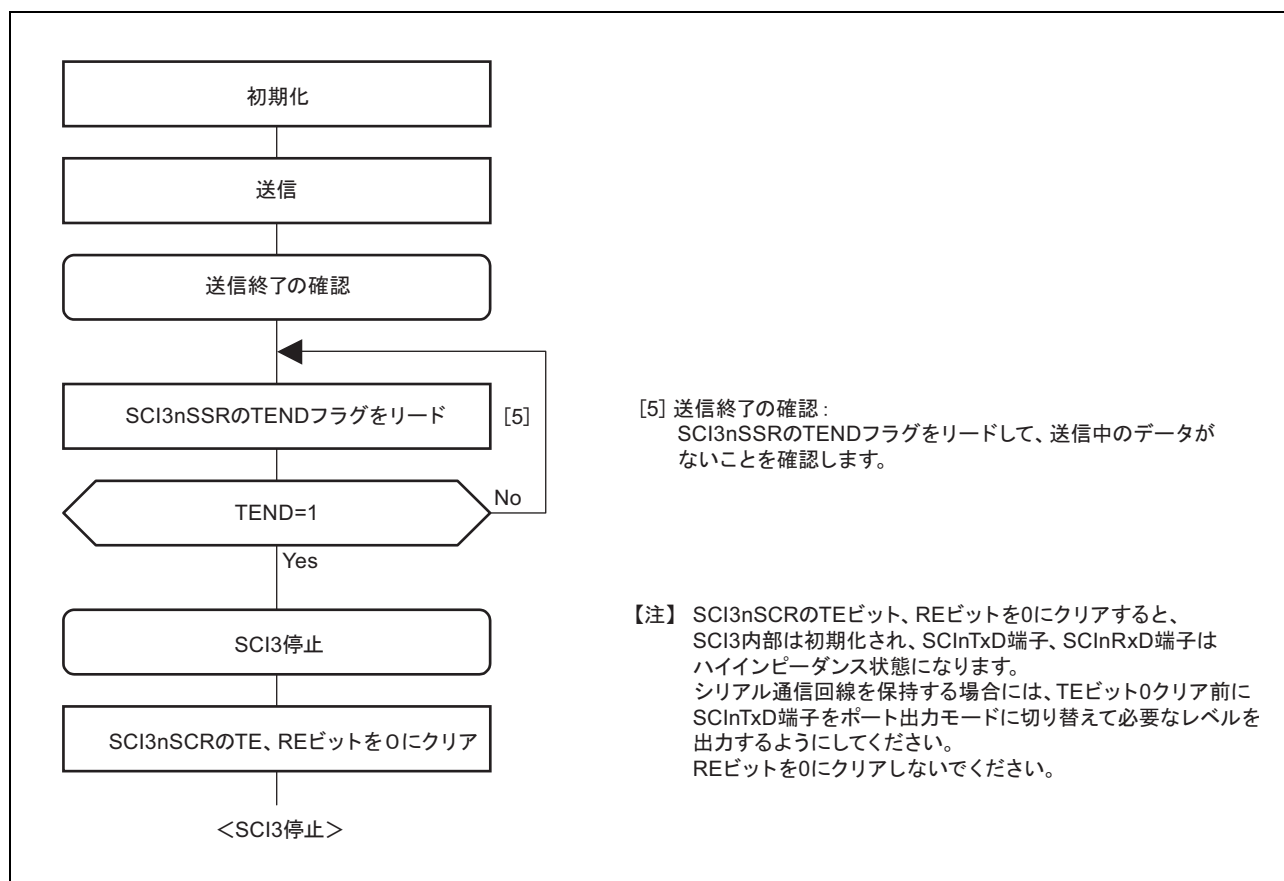 初期化
送信
送信終了の確認
SCI3nSSRのTENDフラグをリード
[5]
TEND=1
No
Yes
SCI3停止
SCI3nSCRのTE、REビットを０にクリア
＜SCI3停止＞
[5] 送信終了の確認 :
SCI3nSSRのTENDフラグをリードして、送信中のデータが
ないことを確認します。
【注】 SCI3nSCRのTEビット、REビットを0にクリアすると、
SCI3内部は初期化され、SCInTxD端子、SCInRxD端子は
ハイインピーダンス状態になります。
シリアル通信回線を保持する場合には、TEビット0クリア前に
SCInTxD端子をポート出力モードに切り替えて必要なレベルを
出力するようにしてください。
REビットを0にクリアしないでください。